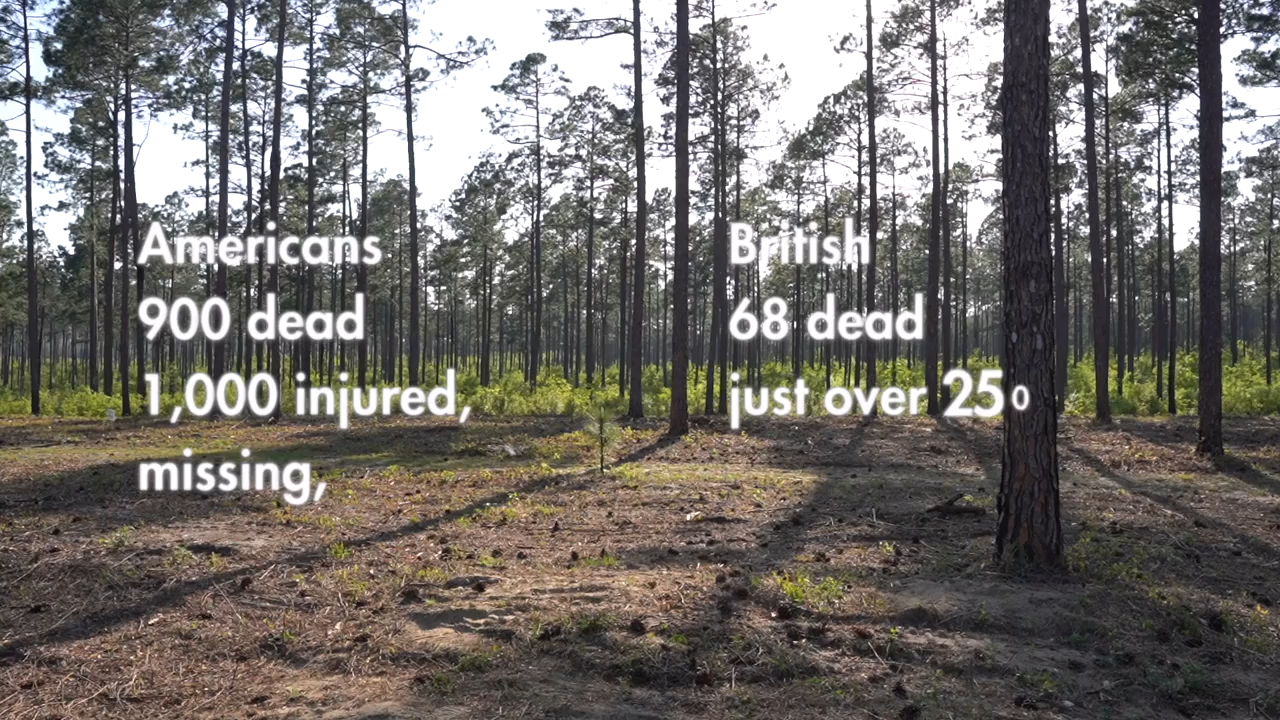 Americans
900 dead
1,000 injured,
missing,
British
68 dead
just over 250